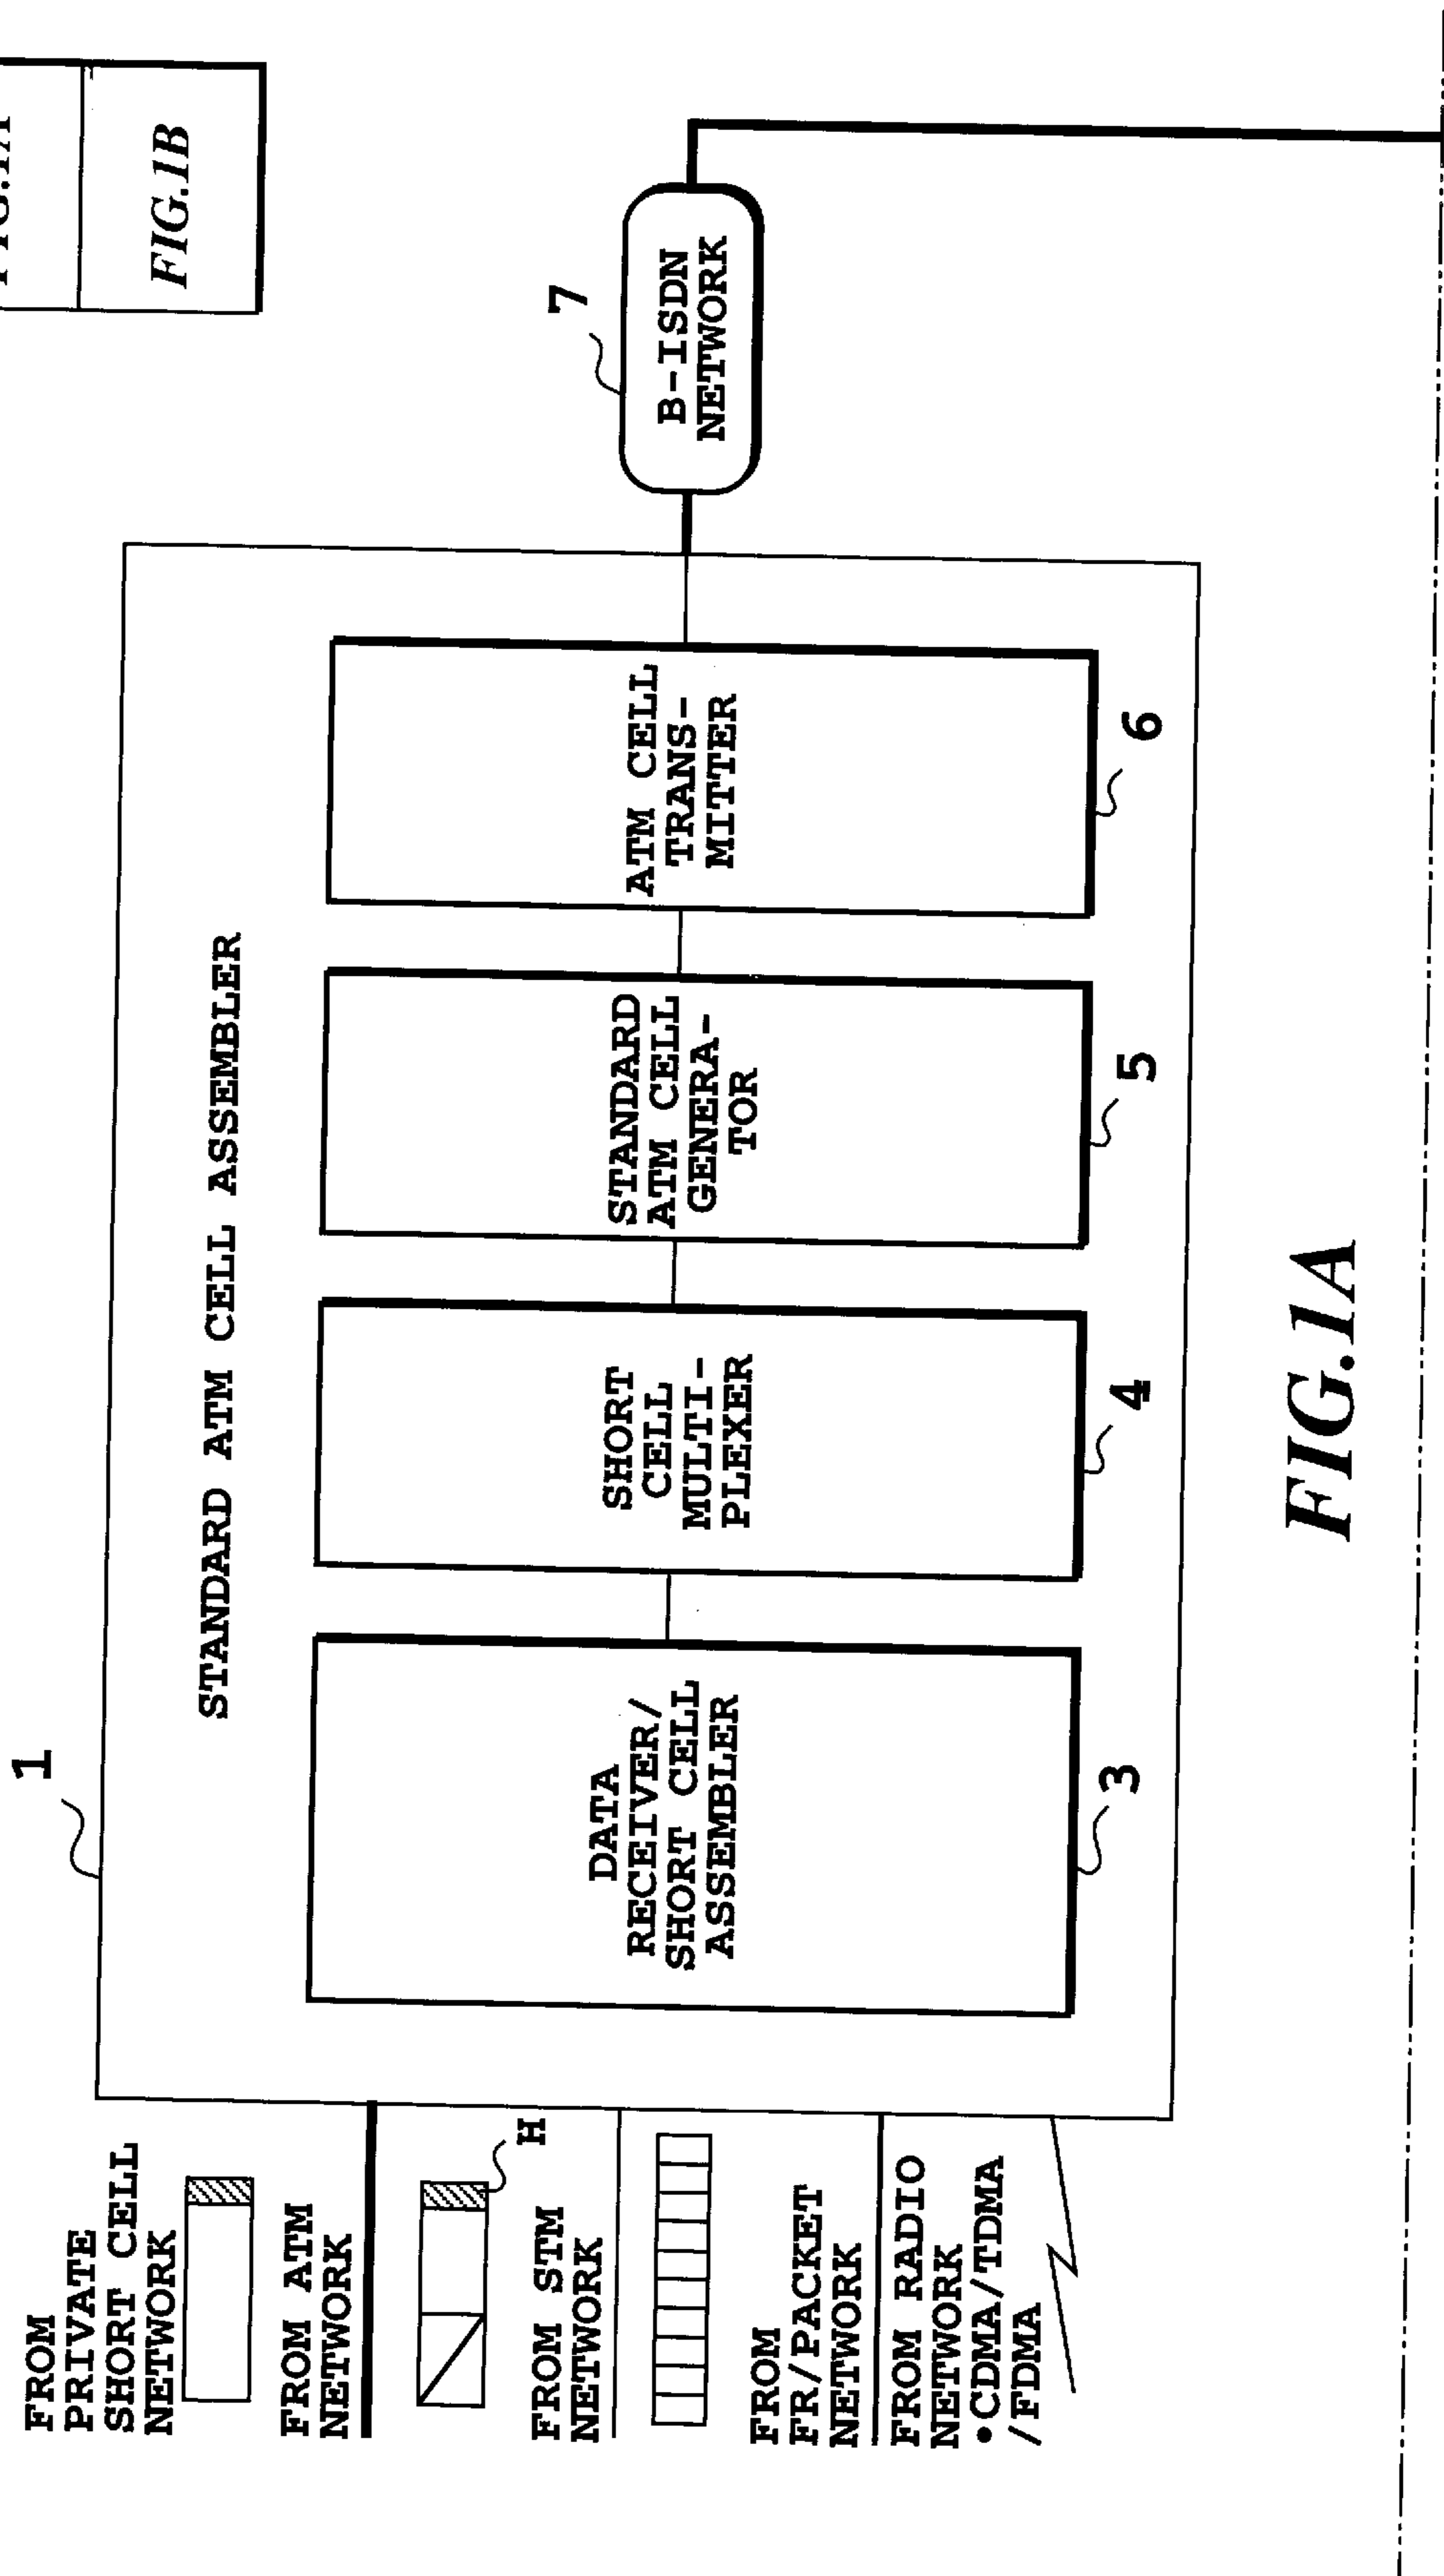 FIG.1B
1
STANDARD ATM CELL ASSEMBLER
FROM
PRIVATE
SHORT CELL
NETWORK
FROM ATM
NETWORK
H
FROM STM
NETWORK
FROM
FR/PACKET
NETWORK
FROM RADIO
NETWORK
•CDMA/TDMA
/FDMA
DATA
RECEIVER/
SHORT CELL
ASSEMBLER
3
SHORT
CELL
MULTI-
PLEXER
4
STANDARD
ATM CELL
GENERA-
TOR
5
ATM CELL
TRANS-
MITTER
6
7
B-ISDN
NETWORK
FIG.1A